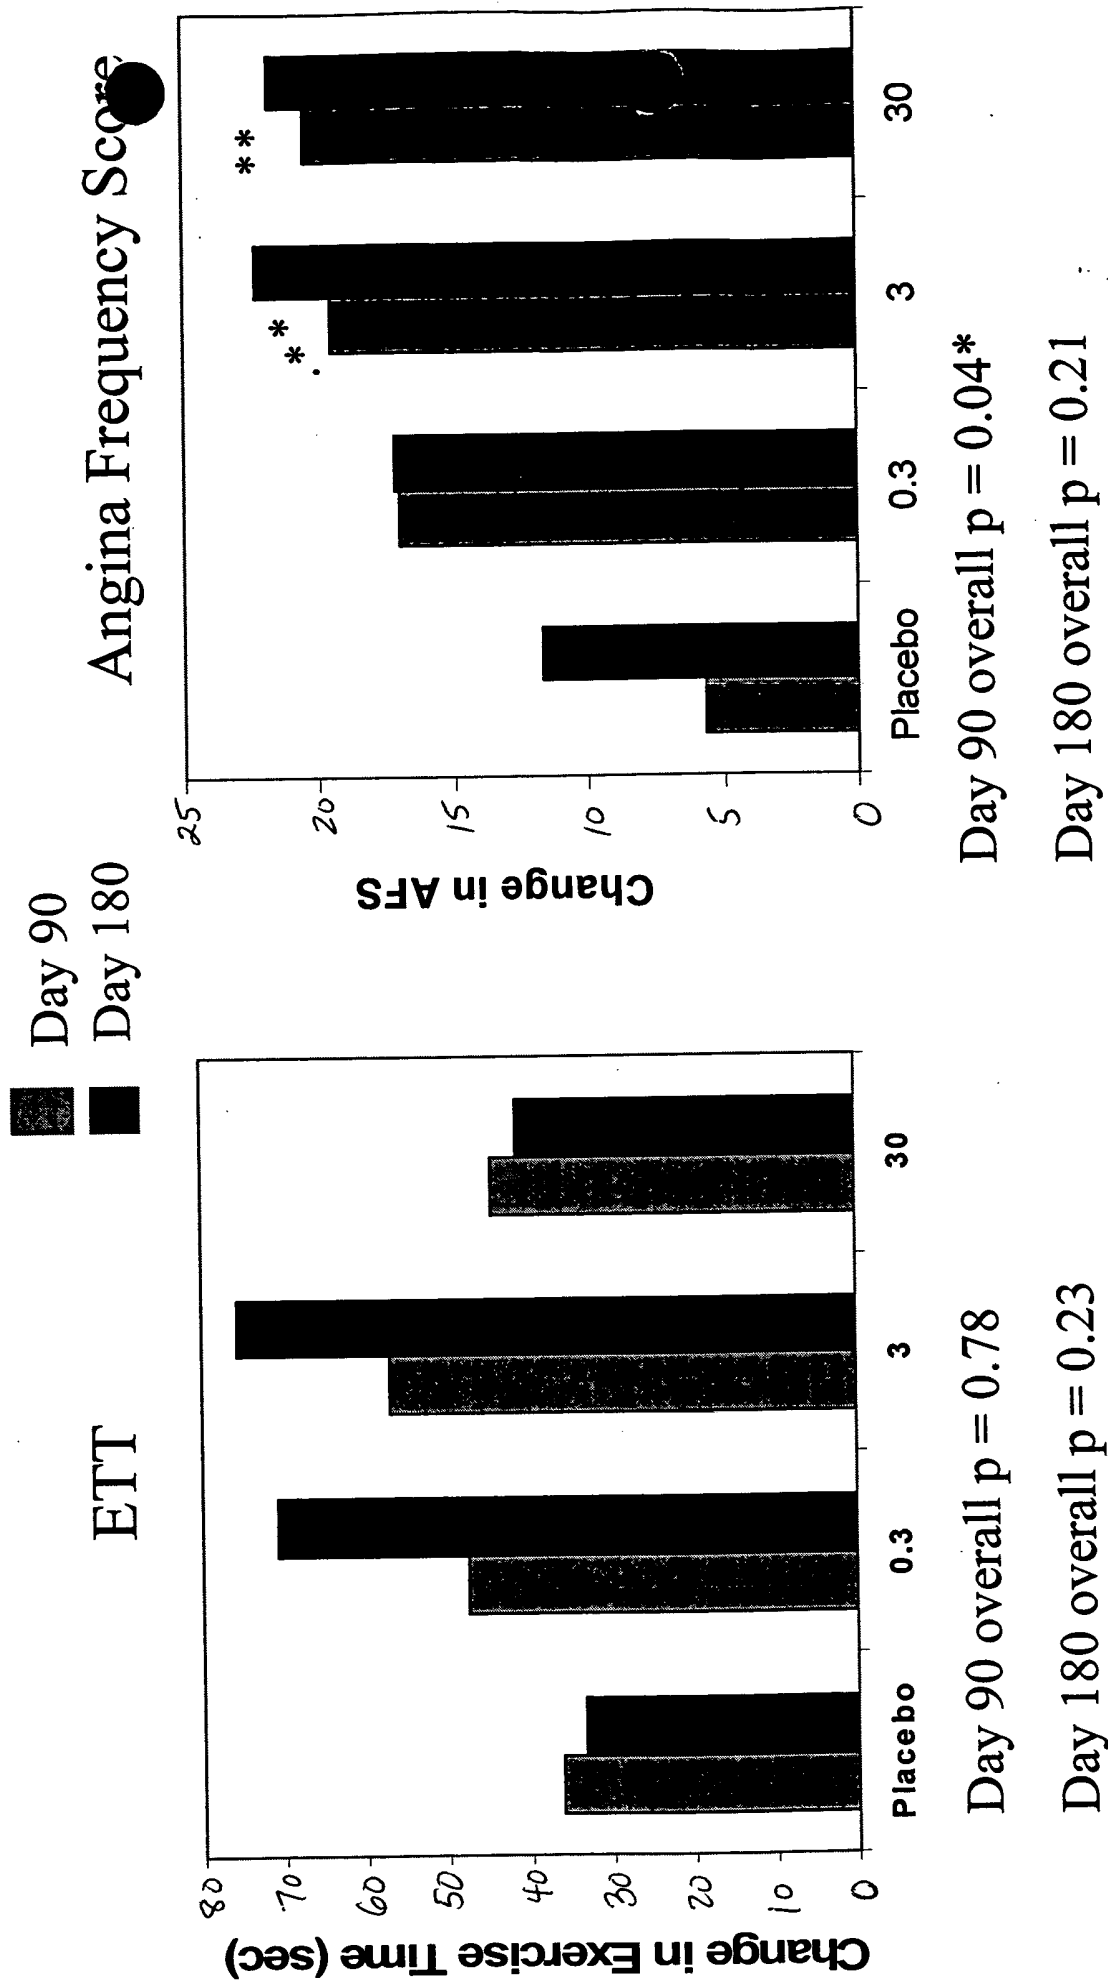 Day 90
Day 180
ETT
Change in Exercise Time (sec)
80
70
60
50
40
30
20
10
0
Placebo 0.3 3 30
Day 90 overall p = 0.78
Day 180 overall p = 0.23
Angina Frequency Score
Change in AFS
25
20
15
10
5
0
**
**
Placebo 0.3 3 30
Day 90 overall p = 0.04*
Day 180 overall p = 0.21